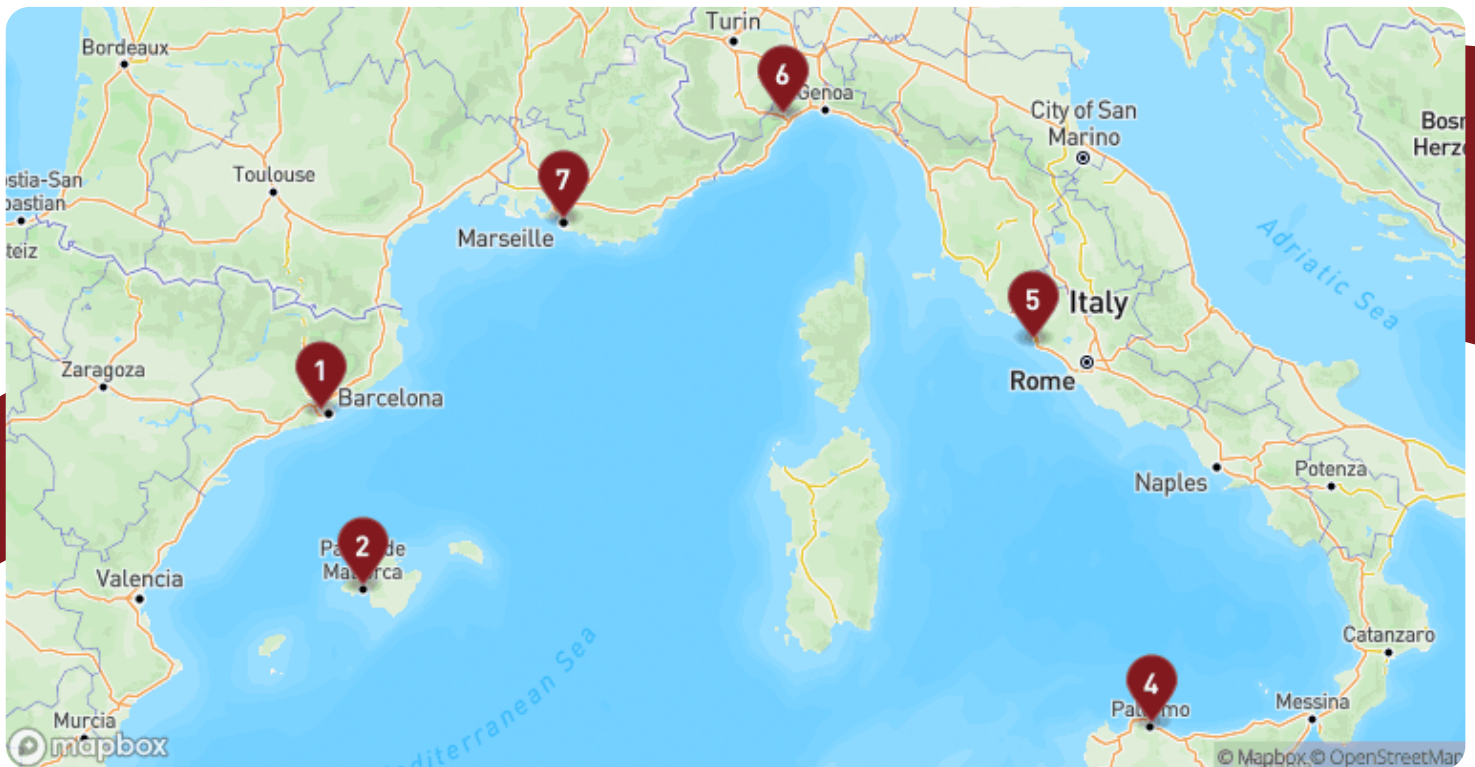 Turin
Bordeaux
6
Genoa
City of San
Marino
Bosn
Herze
Toulouse
7
ostia-San
bastian
Marseille
teiz
Adriatic Sea
5
Italy
Zaragoza
1
Barcelona
Rome
Naples
Potenza
2
Valencia
Catanzaro
Mediterranean Sea
4
Messina
Murcia
mapbox
© Mapbox © OpenStreetMap